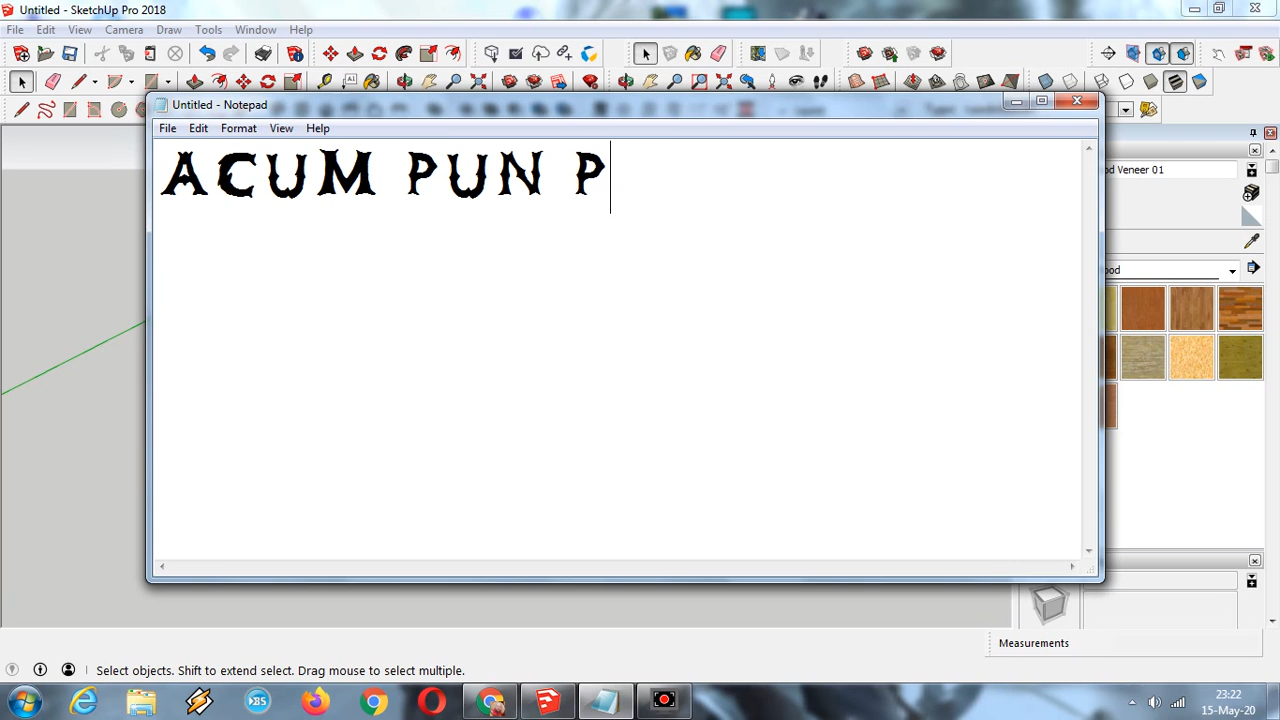 Untitled - SketchUp Pro 2018
File Edit View Camera Draw Tools Window Help
Untitled - Notepad
File Edit Format View Help
ACUM PUN P
od Veneer 01
ood
Measurements
Select objects. Shift to extend select. Drag mouse to select multiple.
23:22
15-May-20